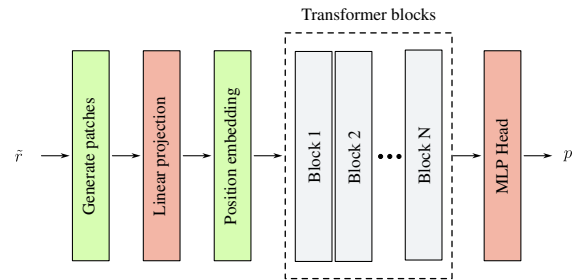 Transformer blocks
r̃
Generate patches
Linear projection
Position embedding
Block 1
Block 2
Block N
MLP Head
p